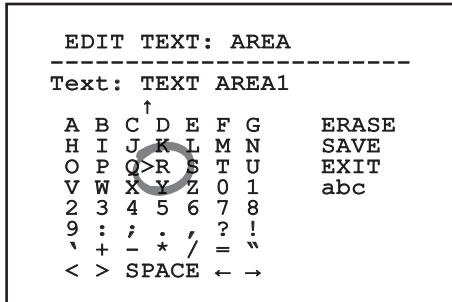 EDIT TEXT: AREA
------------------------
Text: TEXT AREA1
↑
A B C D E F G ERASE
H I J K L M N SAVE
O P Q>R S T U EXIT
V W X Y Z 0 1 abc
2 3 4 5 6 7 8
9 : ; . , ? !
‵ + - * / = ‶
< > SPACE ← →